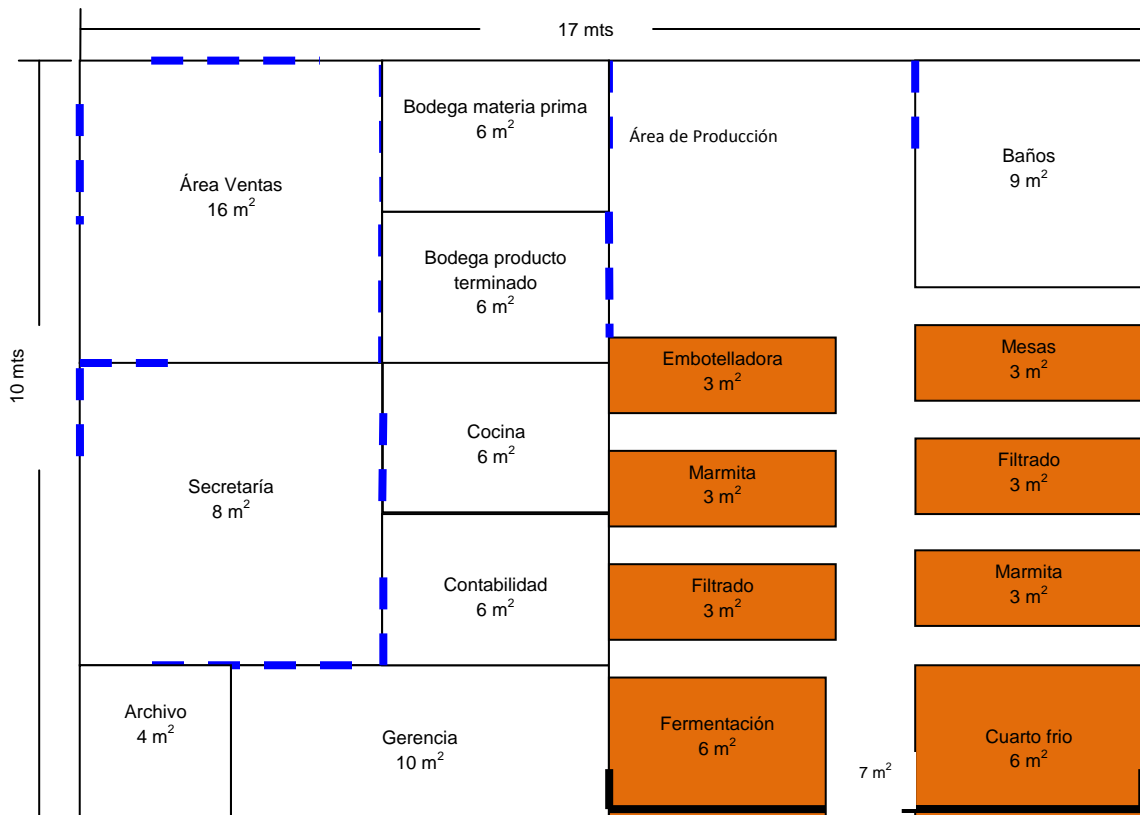 17 mts
10 mts
Área Ventas
16 m²
Bodega materia prima
6 m²
Área de Producción
Baños
9 m²
Bodega producto
terminado
6 m²
Embotelladora
3 m²
Mesas
3 m²
Cocina
6 m²
Marmita
3 m²
Filtrado
3 m²
Secretaría
8 m²
Contabilidad
6 m²
Filtrado
3 m²
Marmita
3 m²
Archivo
4 m²
Gerencia
10 m²
Fermentación
6 m²
7 m²
Cuarto frio
6 m²